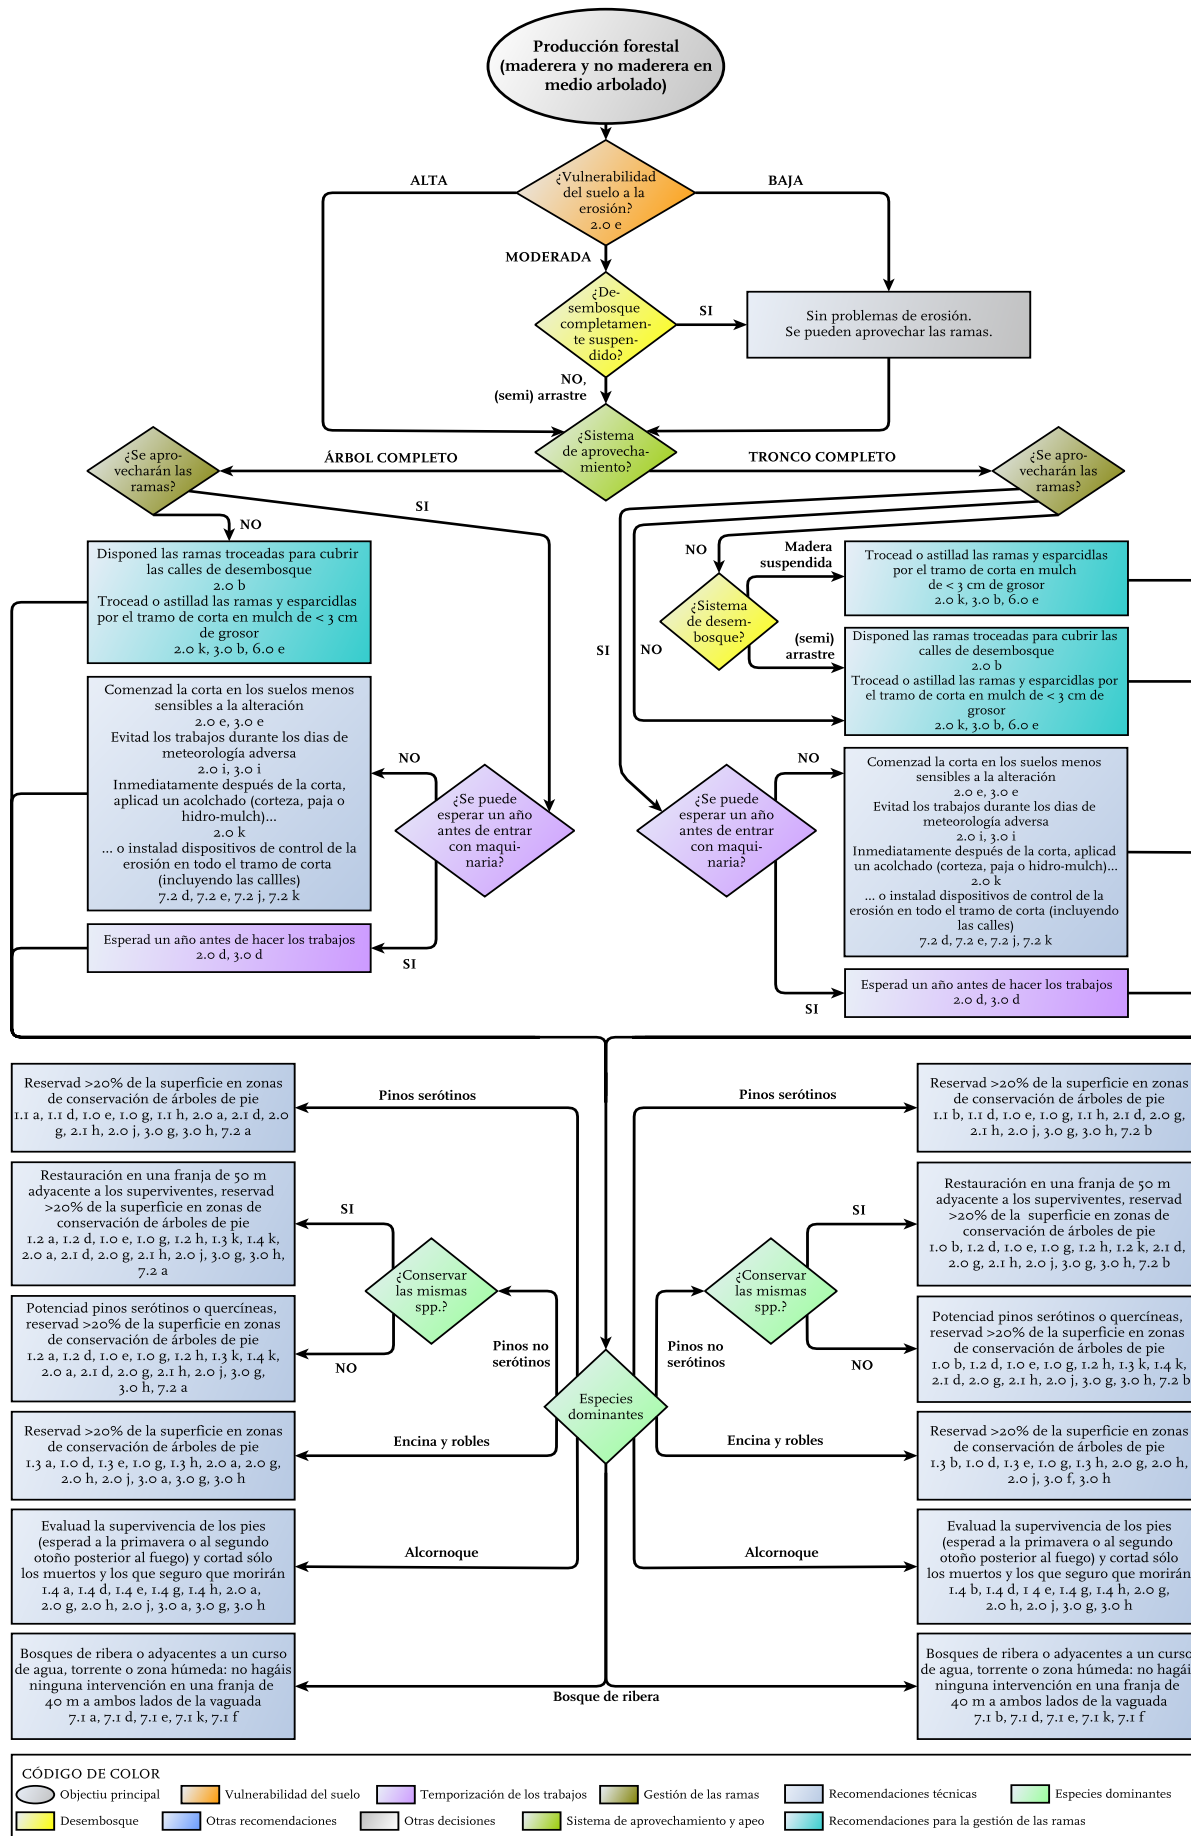 Producción forestal
(maderera y no maderera en
medio arbolado)
ALTA
¿Vulnerabilidad
del suelo a la
erosión?
2.0 e
BAJA
MODERADA
¿De-
sembosque
completamen-
te suspen-
dido?
SI
Sin problemas de erosión.
Se pueden aprovechar las ramas.
NO,
(semi) arrastre
¿Sistema
de aprovecha-
miento?
ÁRBOL COMPLETO
TRONCO COMPLETO
¿Se apro-
vecharán las
ramas?
¿Se apro-
vecharán las
ramas?
SI
NO
Disponed las ramas troceadas para cubrir
las calles de desembosque
2.0 b
Trocead o astillad las ramas y esparcidlas
por el tramo de corta en mulch de < 3 cm
de grosor
2.0 k, 3.0 b, 6.0 e
NO
Madera
suspendida
¿Sistema
de desem-
bosque?
(semi)
arrastre
SI
NO
Trocead o astillad las ramas y esparcidlas
por el tramo de corta en mulch
de < 3 cm de grosor
2.0 k, 3.0 b, 6.0 e
Disponed las ramas troceadas para cubrir las
calles de desembosque
2.0 b
Trocead o astillad las ramas y esparcidlas por
el tramo de corta en mulch de < 3 cm de
grosor
2.0 k, 3.0 b, 6.0 e
Comenzad la corta en los suelos menos
sensibles a la alteración
2.0 e, 3.0 e
Evitad los trabajos durante los dias de
meteorología adversa
2.0 i, 3.0 i
Inmediatamente después de la corta,
aplicad un acolchado (corteza, paja o
hidro-mulch)...
2.0 k
... o instalad dispositivos de control de la
erosión en todo el tramo de corta
(incluyendo las callles)
7.2 d, 7.2 e, 7.2 j, 7.2 k
NO
¿Se puede
esperar un año
antes de entrar
con maqui-
naria?
SI
Esperad un año antes de hacer los trabajos
2.0 d, 3.0 d
¿Se puede
esperar un año
antes de entrar
con maqui-
naria?
NO
Comenzad la corta en los suelos menos
sensibles a la alteración
2.0 e, 3.0 e
Evitad los trabajos durante los dias de
meteorología adversa
2.0 i, 3.0 i
Inmediatamente después de la corta, aplicad
un acolchado (corteza, paja o hidro-mulch)...
2.0 k
... o instalad dispositivos de control de la
erosión en todo el tramo de corta (incluyendo
las calles)
7.2 d, 7.2 e, 7.2 j, 7.2 k
SI
Esperad un año antes de hacer los trabajos
2.0 d, 3.0 d
Reservad >20% de la superficie en zonas
de conservación de árboles de pie
1.1 a, 1.1 d, 1.0 e, 1.0 g, 1.1 h, 2.0 a, 2.1 d, 2.0
g, 2.1 h, 2.0 j, 3.0 g, 3.0 h, 7.2 a
Pinos serótinos
Pinos serótinos
Reservad >20% de la superficie en zonas
de conservación de árboles de pie
1.1 b, 1.1 d, 1.0 e, 1.0 g, 1.1 h, 2.1 d, 2.0 g,
2.1 h, 2.0 j, 3.0 g, 3.0 h, 7.2 b
Restauración en una franja de 50 m
adyacente a los superviventes, reservad
>20% de la superficie en zonas de
conservación de árboles de pie
1.2 a, 1.2 d, 1.0 e, 1.0 g, 1.2 h, 1.3 k, 1.4 k,
2.0 a, 2.1 d, 2.0 g, 2.1 h, 2.0 j, 3.0 g, 3.0 h,
7.2 a
SI
¿Conservar
las mismas
spp.?
NO
Pinos no
serótinos
SI
¿Conservar
las mismas
spp.?
NO
Pinos no
serótinos
Restauración en una franja de 50 m
adyacente a los superviventes, reservad
>20% de la superficie en zonas de
conservación de árboles de pie
1.0 b, 1.2 d, 1.0 e, 1.0 g, 1.2 h, 1.2 k, 2.1 d,
2.0 g, 2.1 h, 2.0 j, 3.0 g, 3.0 h, 7.2 b
Potenciad pinos serótinos o quercíneas,
reservad >20% de la superficie en zonas
de conservación de árboles de pie
1.2 a, 1.2 d, 1.0 e, 1.0 g, 1.2 h, 1.3 k, 1.4 k,
2.0 a, 2.1 d, 2.0 g, 2.1 h, 2.0 j, 3.0 g,
3.0 h, 7.2 a
Potenciad pinos serótinos o quercíneas,
reservad >20% de la superficie en zonas
de conservación de árboles de pie
1.0 b, 1.2 d, 1.0 e, 1.0 g, 1.2 h, 1.3 k, 1.4 k,
2.1 d, 2.0 g, 2.1 h, 2.0 j, 3.0 g, 3.0 h, 7.2 b
Especies
dominantes
Reservad >20% de la superficie en zonas
de conservación de árboles de pie
1.3 a, 1.0 d, 1.3 e, 1.0 g, 1.3 h, 2.0 a, 2.0 g,
2.0 h, 2.0 j, 3.0 a, 3.0 g, 3.0 h
Encina y robles
Encina y robles
Reservad >20% de la superficie en zonas
de conservación de árboles de pie
1.3 b, 1.0 d, 1.3 e, 1.0 g, 1.3 h, 2.0 g, 2.0 h,
2.0 j, 3.0 f, 3.0 h
Evaluad la supervivencia de los pies
(esperad a la primavera o al segundo
otoño posterior al fuego) y cortad sólo
los muertos y los que seguro que morirán
1.4 a, 1.4 d, 1.4 e, 1.4 g, 1.4 h, 2.0 a,
2.0 g, 2.0 h, 2.0 j, 3.0 a, 3.0 g, 3.0 h
Alcornoque
Alcornoque
Evaluad la supervivencia de los pies
(esperad a la primavera o al segundo
otoño posterior al fuego) y cortad sólo
los muertos y los que seguro que morirán
1.4 b, 1.4 d, 1 4 e, 1.4 g, 1.4 h, 2.0 g,
2.0 h, 2.0 j, 3.0 g, 3.0 h
Bosques de ribera o adyacentes a un curso
de agua, torrente o zona húmeda: no hagáis
ninguna intervención en una franja de
40 m a ambos lados de la vaguada
7.1 a, 7.1 d, 7.1 e, 7.1 k, 7.1 f
Bosque de ribera
Bosques de ribera o adyacentes a un curso
de agua, torrente o zona húmeda: no hagáis
ninguna intervención en una franja de
40 m a ambos lados de la vaguada
7.1 b, 7.1 d, 7.1 e, 7.1 k, 7.1 f
CÓDIGO DE COLOR
Objectiu principal
Vulnerabilidad del suelo
Temporización de los trabajos
Gestión de las ramas
Recomendaciones técnicas
Especies dominantes
Desembosque
Otras recomendaciones
Otras decisiones
Sistema de aprovechamiento y apeo
Recomendaciones para la gestión de las ramas